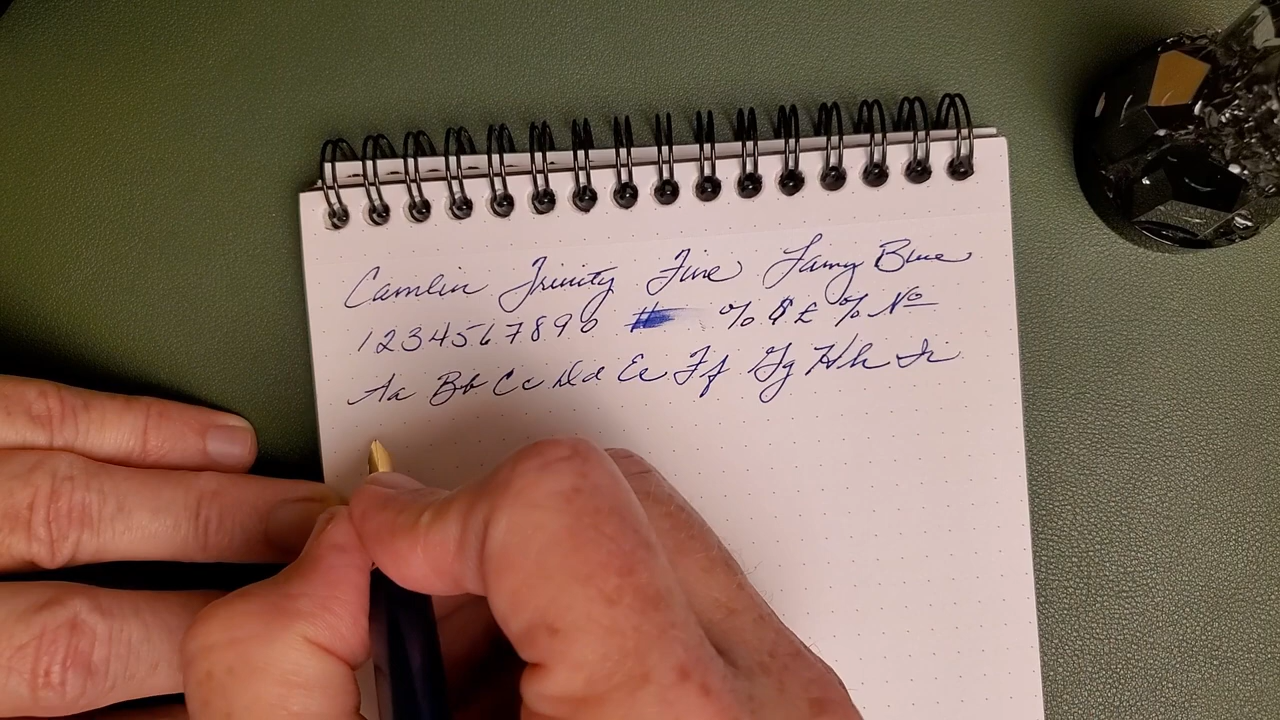 Camlin Trinity Fine Lamy Blue
1234567890 # % $ £ % №
Aa Bb Cc Dd Ee Ff Gg Hh Ii